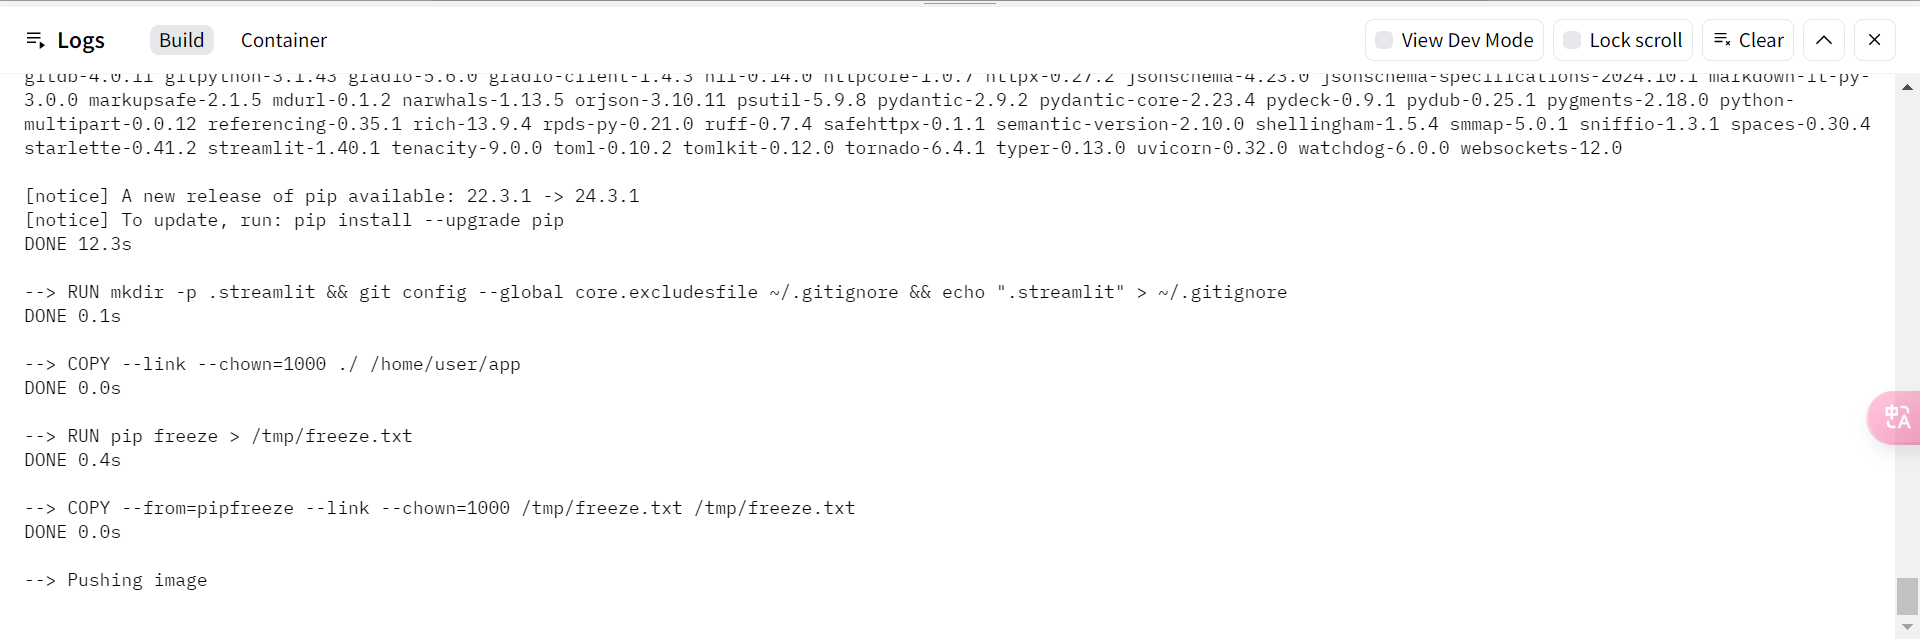 Logs
Build
Container
View Dev Mode
Lock scroll
Clear
gitdb-4.0.11 gitpython-3.1.43 gradio-5.6.0 gradio-client-1.4.3 h11-0.14.0 httpcore-1.0.7 httpx-0.27.2 jsonschema-4.23.0 jsonschema-specifications-2024.10.1 markdown-it-py-
3.0.0 markupsafe-2.1.5 mdurl-0.1.2 narwhals-1.13.5 orjson-3.10.11 psutil-5.9.8 pydantic-2.9.2 pydantic-core-2.23.4 pydeck-0.9.1 pydub-0.25.1 pygments-2.18.0 python-
multipart-0.0.12 referencing-0.35.1 rich-13.9.4 rpds-py-0.21.0 ruff-0.7.4 safehttpx-0.1.1 semantic-version-2.10.0 shellingham-1.5.4 smmap-5.0.1 sniffio-1.3.1 spaces-0.30.4
starlette-0.41.2 streamlit-1.40.1 tenacity-9.0.0 toml-0.10.2 tomlkit-0.12.0 tornado-6.4.1 typer-0.13.0 uvicorn-0.32.0 watchdog-6.0.0 websockets-12.0
[notice] A new release of pip available: 22.3.1 -> 24.3.1
[notice] To update, run: pip install --upgrade pip
DONE 12.3s
--> RUN mkdir -p .streamlit && git config --global core.excludesfile ~/.gitignore && echo ".streamlit" > ~/.gitignore
DONE 0.1s
--> COPY --link --chown=1000 ./ /home/user/app
DONE 0.0s
--> RUN pip freeze > /tmp/freeze.txt
DONE 0.4s
--> COPY --from=pipfreeze --link --chown=1000 /tmp/freeze.txt /tmp/freeze.txt
DONE 0.0s
--> Pushing image
中A